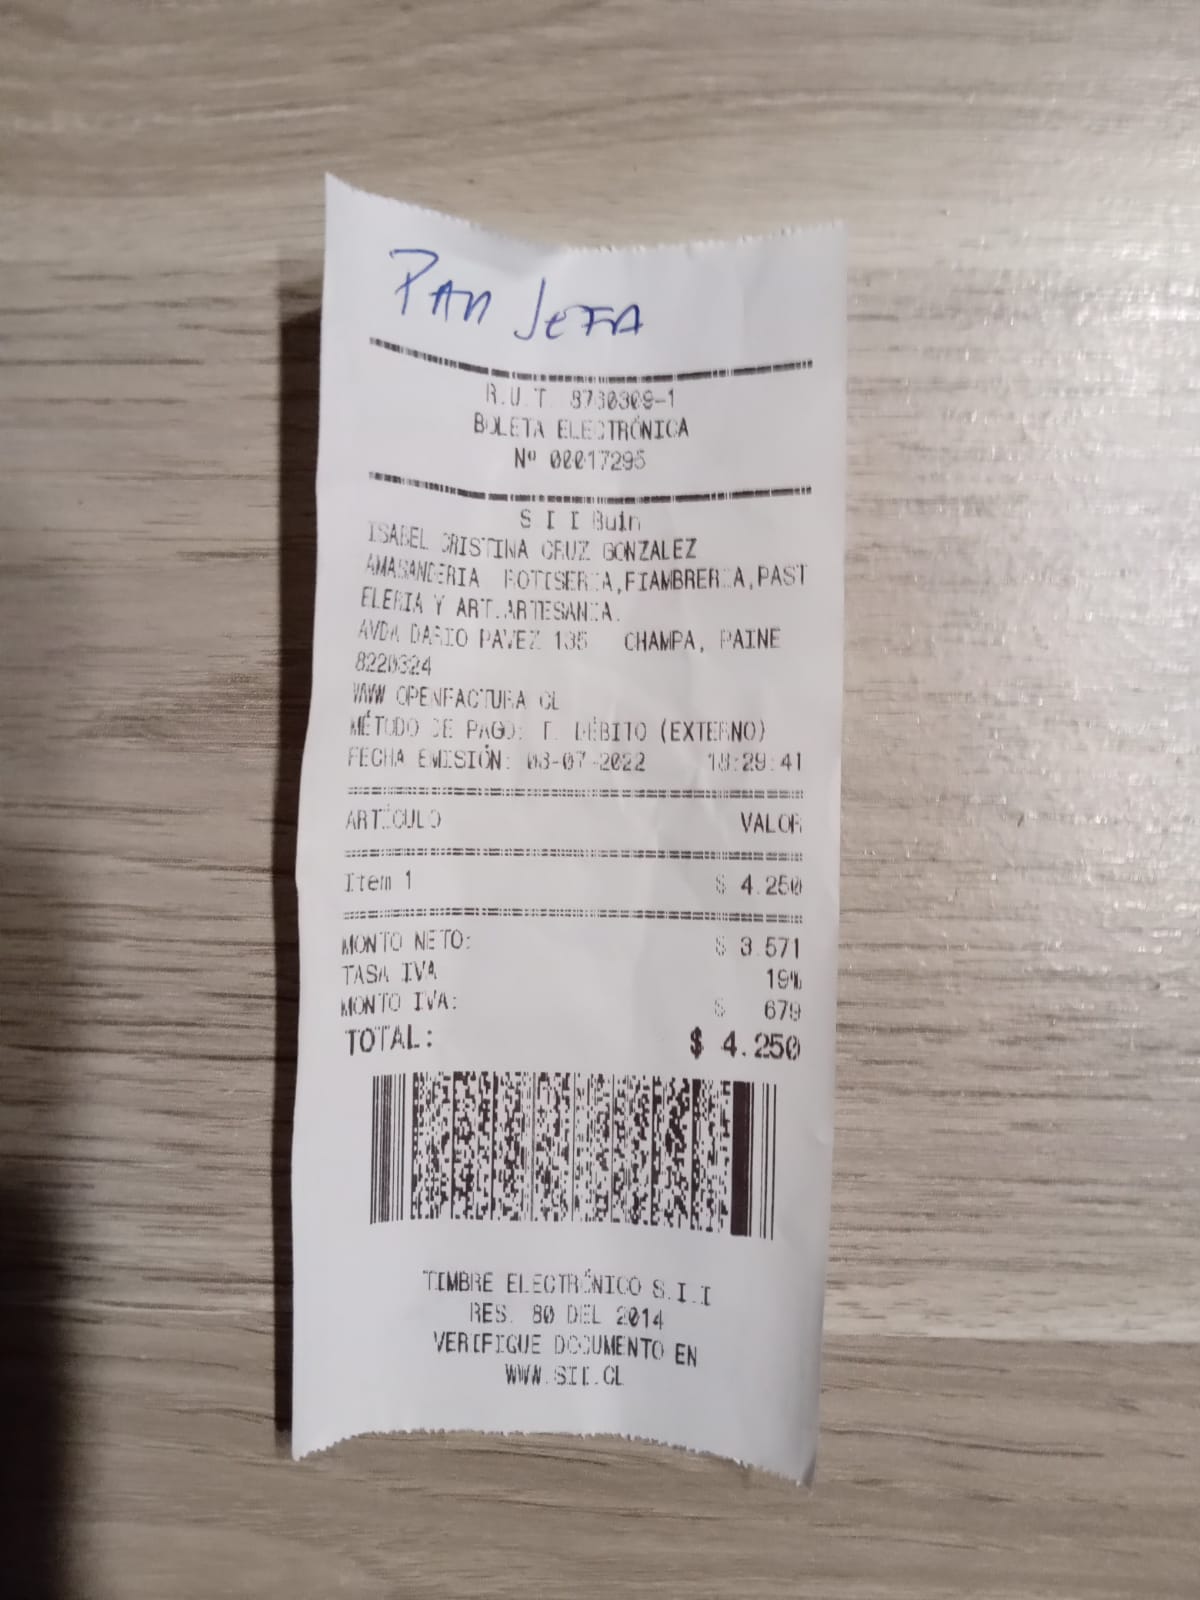 Pan Jefa
R.U.T. 8730309-1
BOLETA ELECTRÓNICA
Nº 00017295
S I I Buin
ISABEL CRISTINA CRUZ GONZALEZ
AMASANDERIA ROTISERIA,FIAMBRERIA,PAST
ELERIA Y ART.ARTESANIA.
AVDA DARIO PAVEZ 135 CHAMPA, PAINE
8220324
WWW OPENFACTURA CL
MÉTODO DE PAGO: T. DÉBITO (EXTERNO)
FECHA EMISIÓN: 03-07-2022 18:29:41
ARTÍCULO VALOR
Item 1 $ 4.250
MONTO NETO: $ 3.571
TASA IVA 19%
MONTO IVA: $ 679
TOTAL: $ 4.250
TIMBRE ELECTRÓNICO S.I.I
RES. 80 DEL 2014
VERIFIQUE DOCUMENTO EN
WWW.SII.CL